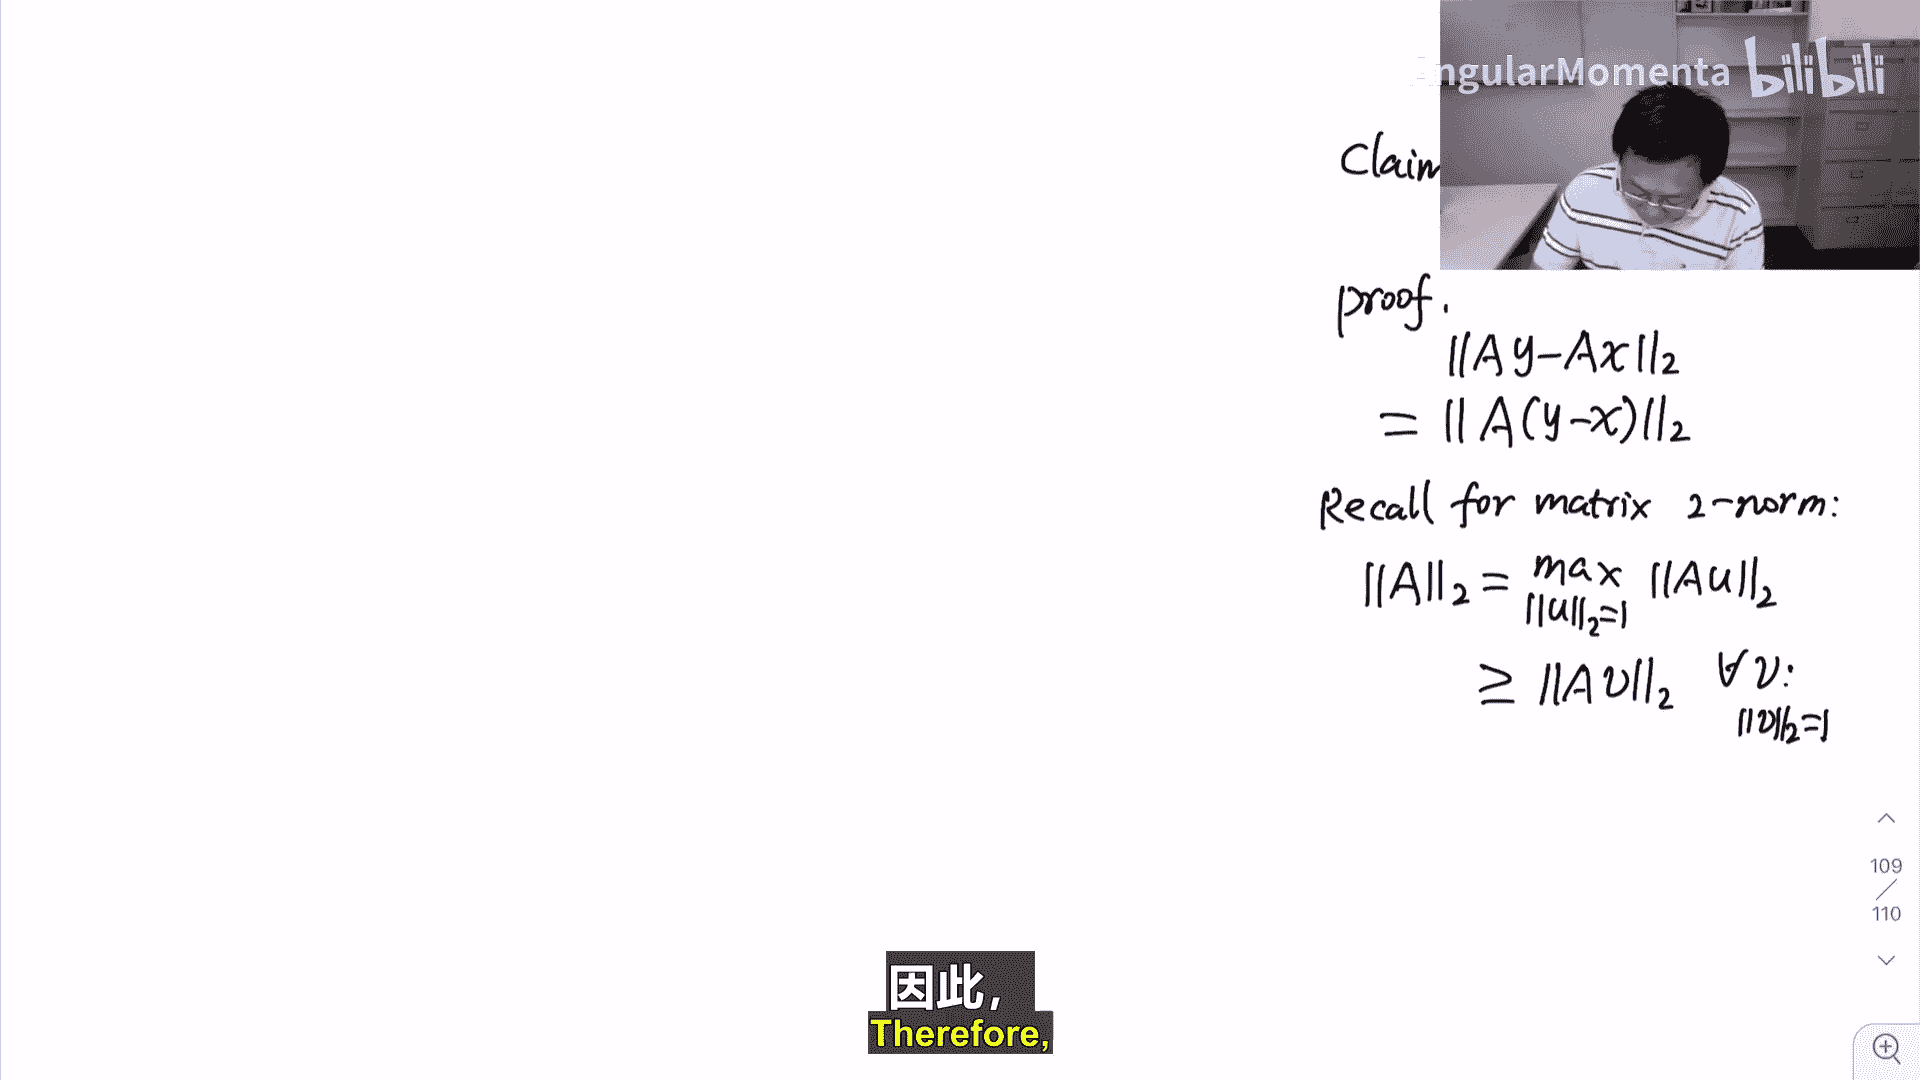 ngularMomenta bilibili
Claim
proof.
||Ay-Ax||₂
= ||A(y-x)||₂
Recall for matrix 2-norm:
||A||₂ = max ||Au||₂
||u||₂=1
≥ ||Av||₂ ∀v:
||v||₂=1
109
/
110
因此，
Therefore,